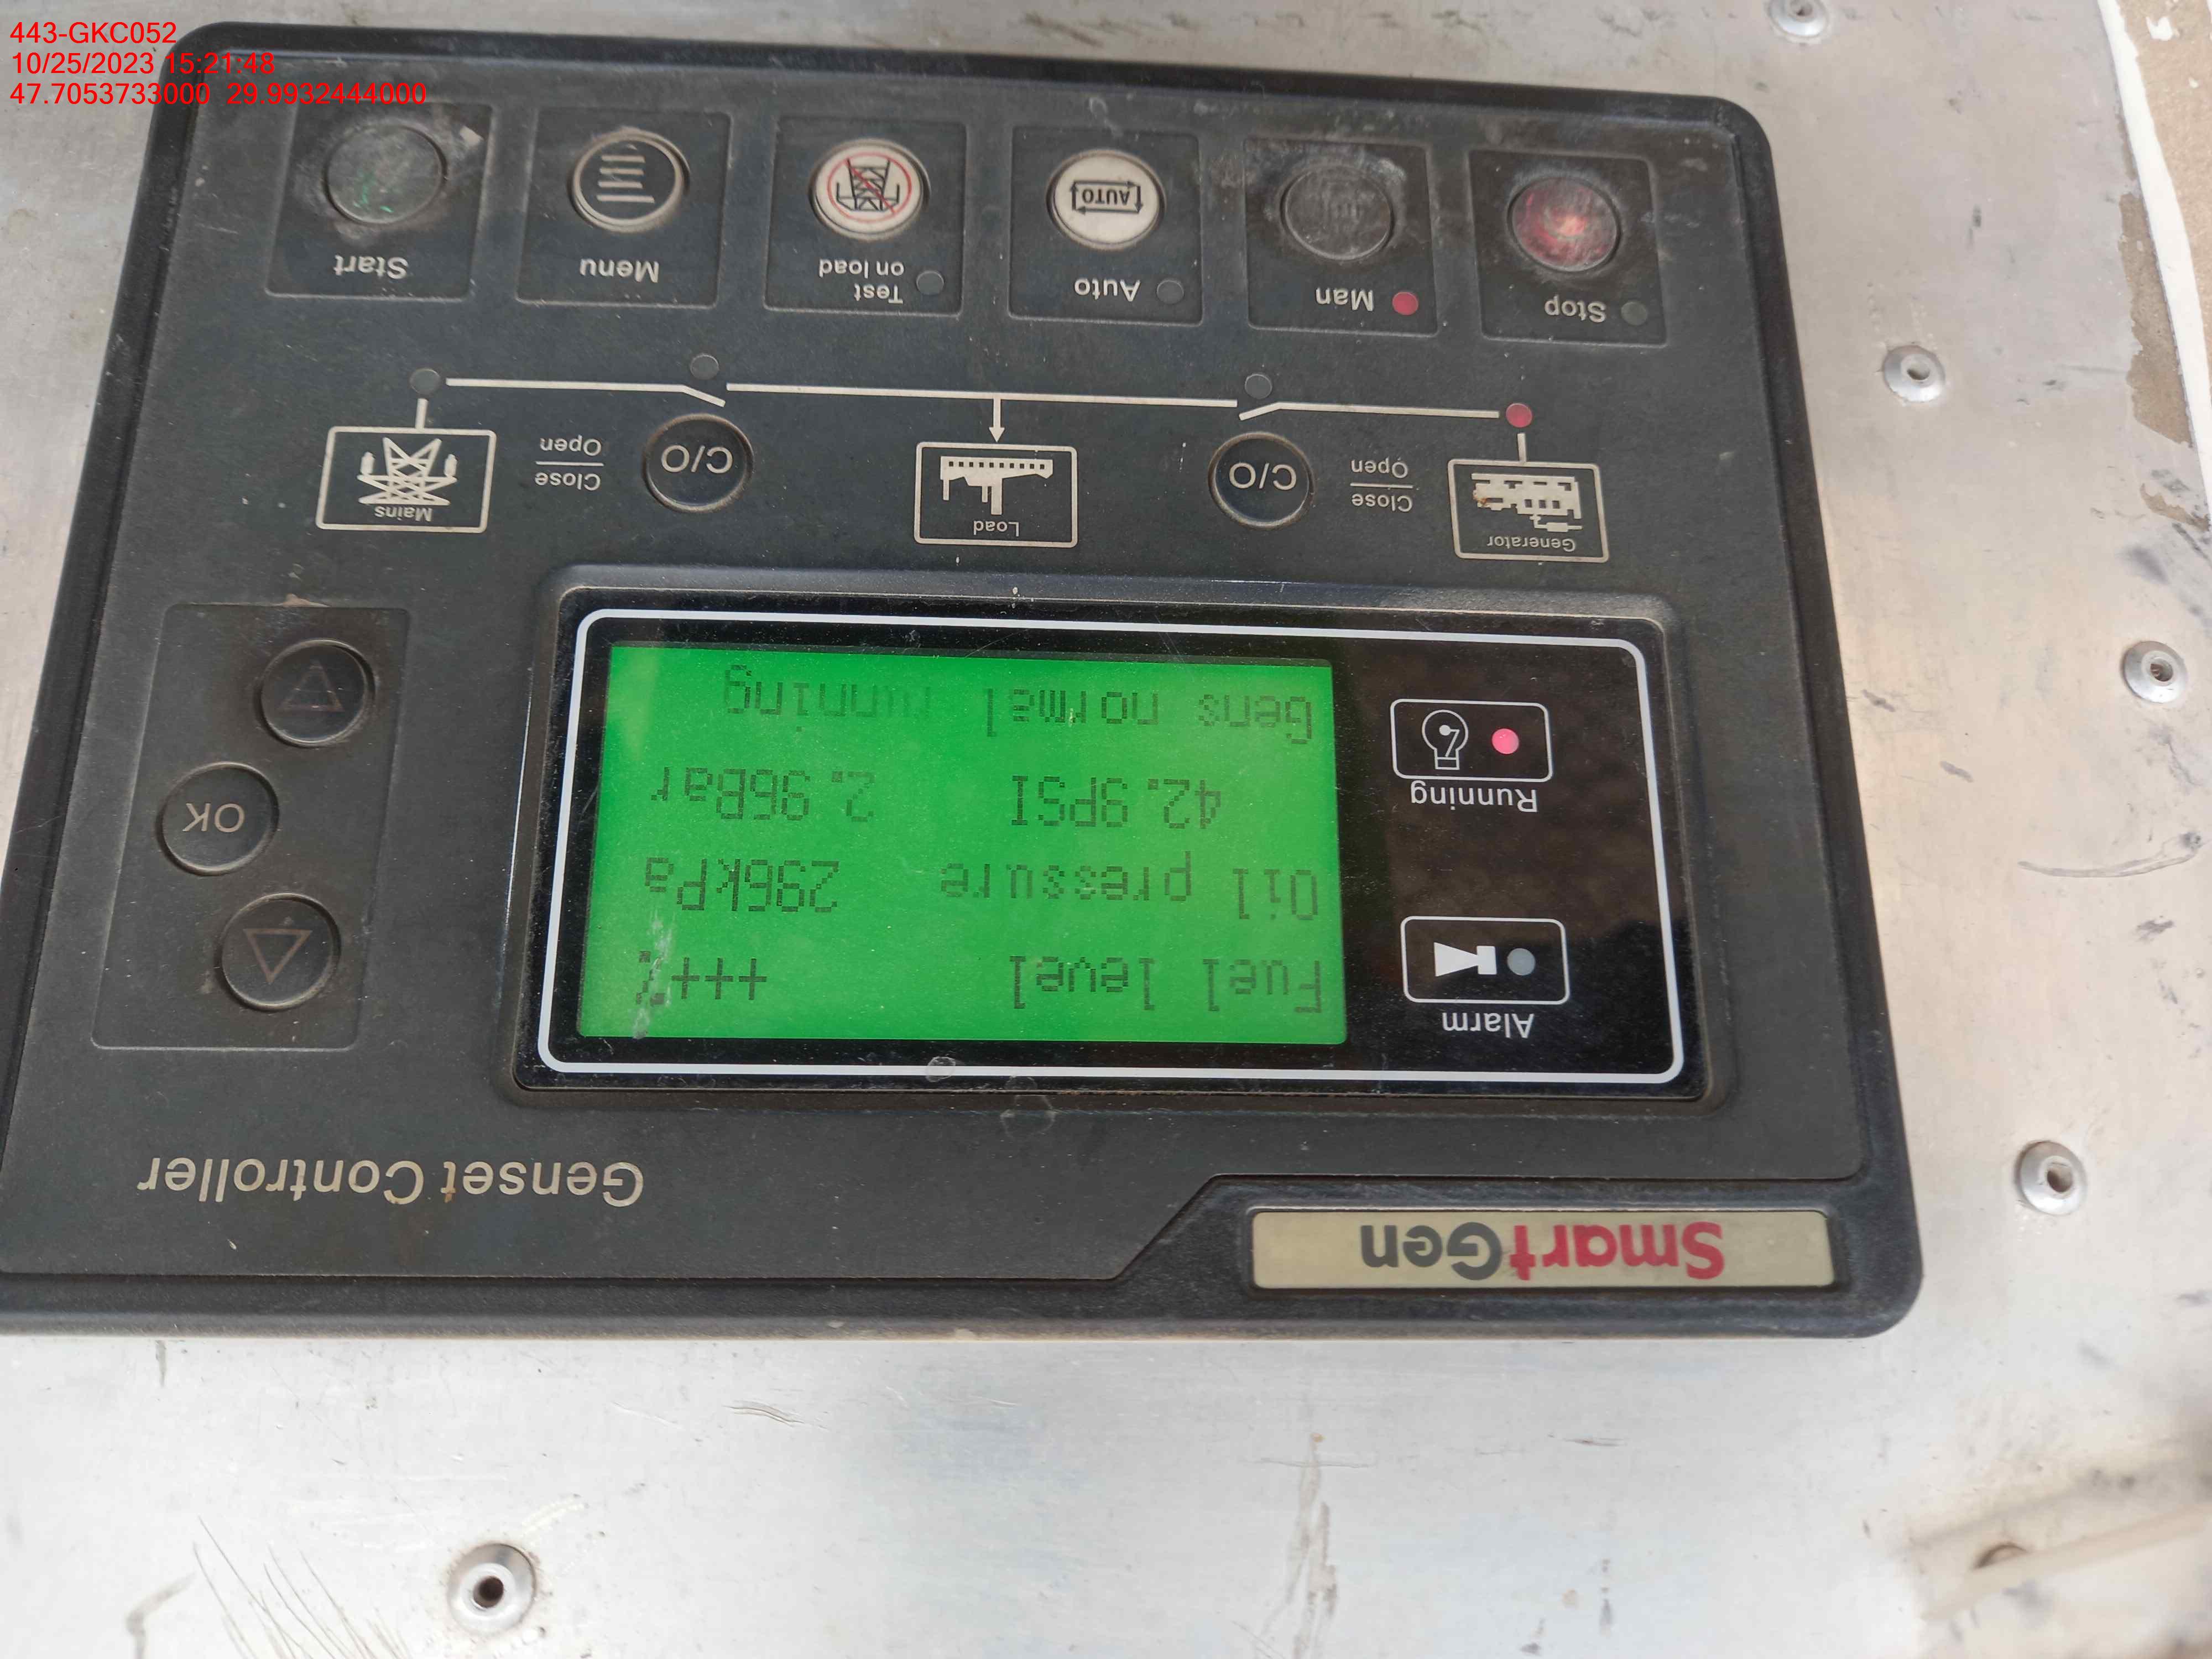 443-GKC052
10/25/2023 15:21:48
47.7053733000 29.9932444000
SmartGen
Genset Controller
Alarm
Running
Fuel level +++%
Oil pressure 296kPa
42.9PSI 2.96Bar
Gens normal running
OK
Generator
Close
Open
C/O
Load
C/O
Close
Open
Mains
Stop
Man
Auto
AUTO
Test
on load
Menu
Start